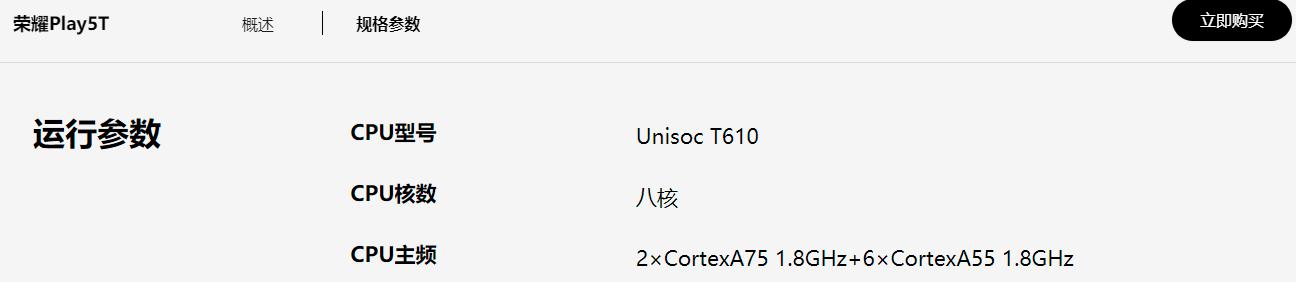 荣耀Play5T 概述 规格参数 立即购买
运行参数 CPU型号 Unisoc T610
CPU核数 八核
CPU主频 2×CortexA75 1.8GHz+6×CortexA55 1.8GHz